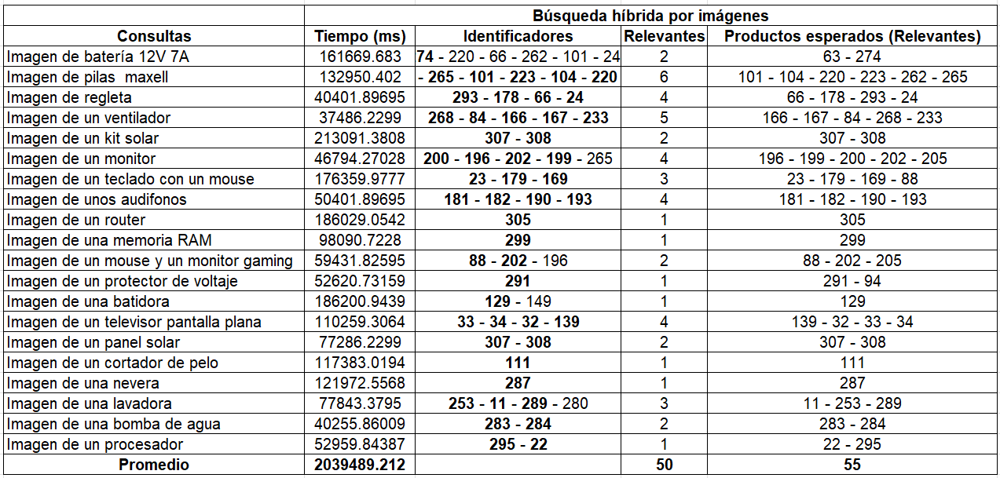 Búsqueda híbrida por imágenes
Consultas Tiempo (ms) Identificadores Relevantes Productos esperados (Relevantes)
Imagen de batería 12V 7A 161669.683 74 - 220 - 66 - 262 - 101 - 24 2 63 - 274
Imagen de pilas  maxell 132950.402 - 265 - 101 - 223 - 104 - 220 6 101 - 104 - 220 - 223 - 262 - 265
Imagen de regleta 40401.89695 293 - 178 - 66 - 24 4 66 - 178 - 293 - 24
Imagen de un ventilador 37486.2299 268 - 84 - 166 - 167 - 233 5 166 - 167 - 84 - 268 - 233
Imagen de un kit solar 213091.3808 307 - 308 2 307 - 308
Imagen de un monitor 46794.27028 200 - 196 - 202 - 199 - 265 4 196 - 199 - 200 - 202 - 205
Imagen de un teclado con un mouse 176359.9777 23 - 179 - 169 3 23 - 179 - 169 - 88
Imagen de unos audifonos 50401.89695 181 - 182 - 190 - 193 4 181 - 182 - 190 - 193
Imagen de un router 186029.0542 305 1 305
Imagen de una memoria RAM 98090.7228 299 1 299
Imagen de un mouse y un monitor gaming 59431.82595 88 - 202 - 196 2 88 - 202 - 205
Imagen de un protector de voltaje 52620.73159 291 1 291 - 94
Imagen de una batidora 186200.9439 129 - 149 1 129
Imagen de un televisor pantalla plana 110259.3064 33 - 34 - 32 - 139 4 139 - 32 - 33 - 34
Imagen de un panel solar 77286.2299 307 - 308 2 307 - 308
Imagen de un cortador de pelo 117383.0194 111 1 111
Imagen de una nevera 121972.5568 287 1 287
Imagen de una lavadora 77843.3795 253 - 11 - 289 - 280 3 11 - 253 - 289
Imagen de una bomba de agua 40255.86009 283 - 284 2 283 - 284
Imagen de un procesador 52959.84387 295 - 22 1 22 - 295
Promedio 2039489.212 50 55